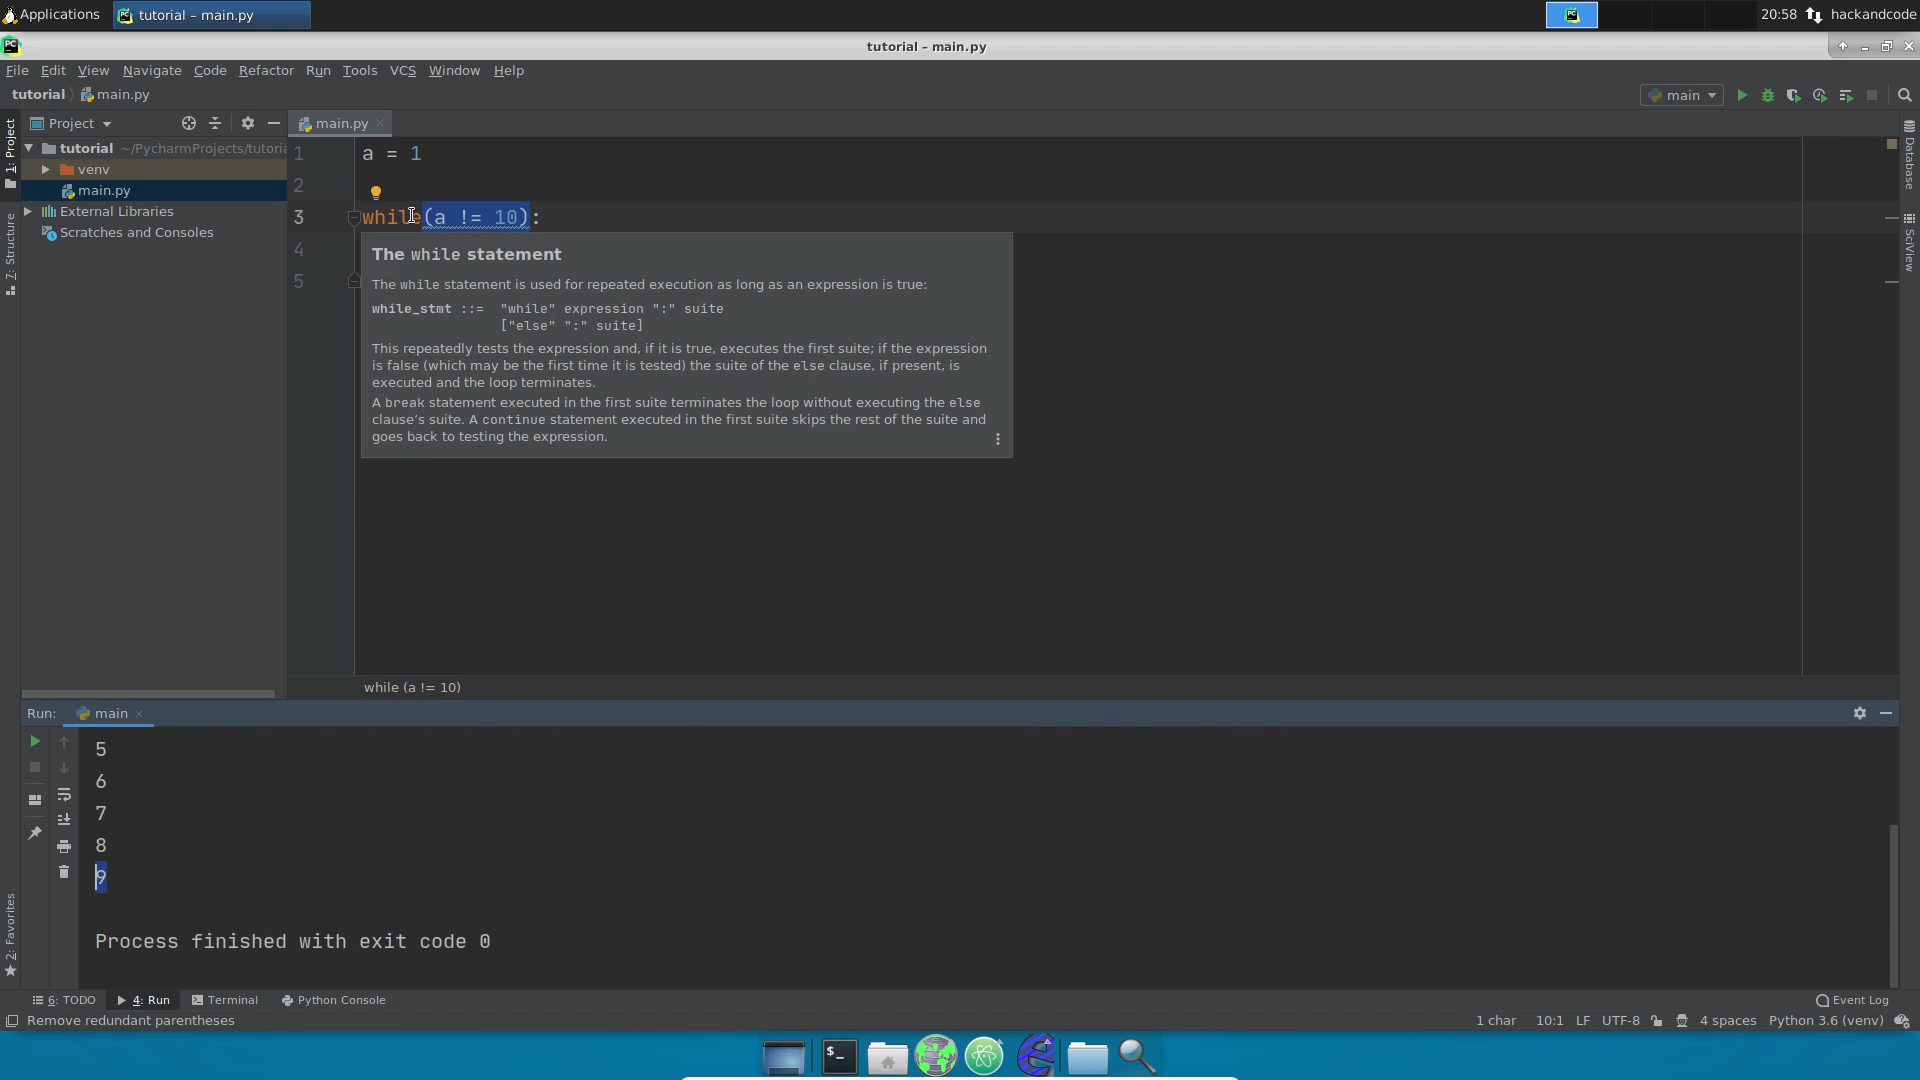 Applications
tutorial – main.py
20:58
hackandcode
tutorial – main.py
File Edit View Navigate Code Refactor Run Tools VCS Window Help
tutorial main.py
main
Project
main.py
1: Project
7: Structure
2: Favorites
tutorial ~/PycharmProjects/tutoria
venv
main.py
External Libraries
Scratches and Consoles
1 a = 1
2
3 while(a != 10):
4
5
The while statement
The while statement is used for repeated execution as long as an expression is true:
while_stmt ::= "while" expression ":" suite
["else" ":" suite]
This repeatedly tests the expression and, if it is true, executes the first suite; if the expression
is false (which may be the first time it is tested) the suite of the else clause, if present, is
executed and the loop terminates.
A break statement executed in the first suite terminates the loop without executing the else
clause’s suite. A continue statement executed in the first suite skips the rest of the suite and
goes back to testing the expression.
Database
SciView
while (a != 10)
Run: main
5
6
7
8
9
Process finished with exit code 0
6: TODO 4: Run Terminal Python Console
Event Log
Remove redundant parentheses
1 char 10:1 LF UTF-8 4 spaces Python 3.6 (venv)
$_